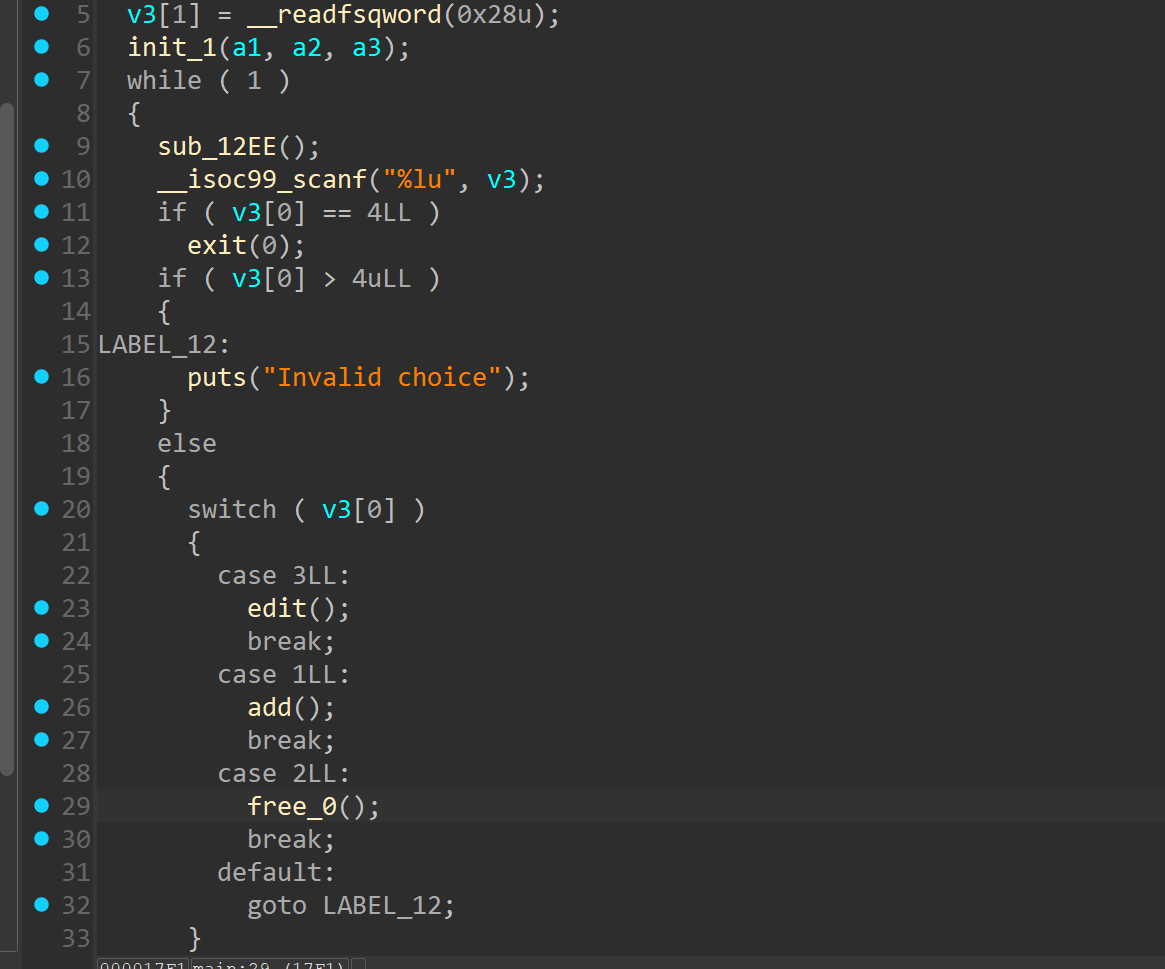 5 v3[1] = __readfsqword(0x28u);
6 init_1(a1, a2, a3);
7 while ( 1 )
8 {
9 sub_12EE();
10 __isoc99_scanf("%lu", v3);
11 if ( v3[0] == 4LL )
12 exit(0);
13 if ( v3[0] > 4uLL )
14 {
15 LABEL_12:
16 puts("Invalid choice");
17 }
18 else
19 {
20 switch ( v3[0] )
21 {
22 case 3LL:
23 edit();
24 break;
25 case 1LL:
26 add();
27 break;
28 case 2LL:
29 free_0();
30 break;
31 default:
32 goto LABEL_12;
33 }
000017F1 main:29 (17F1)